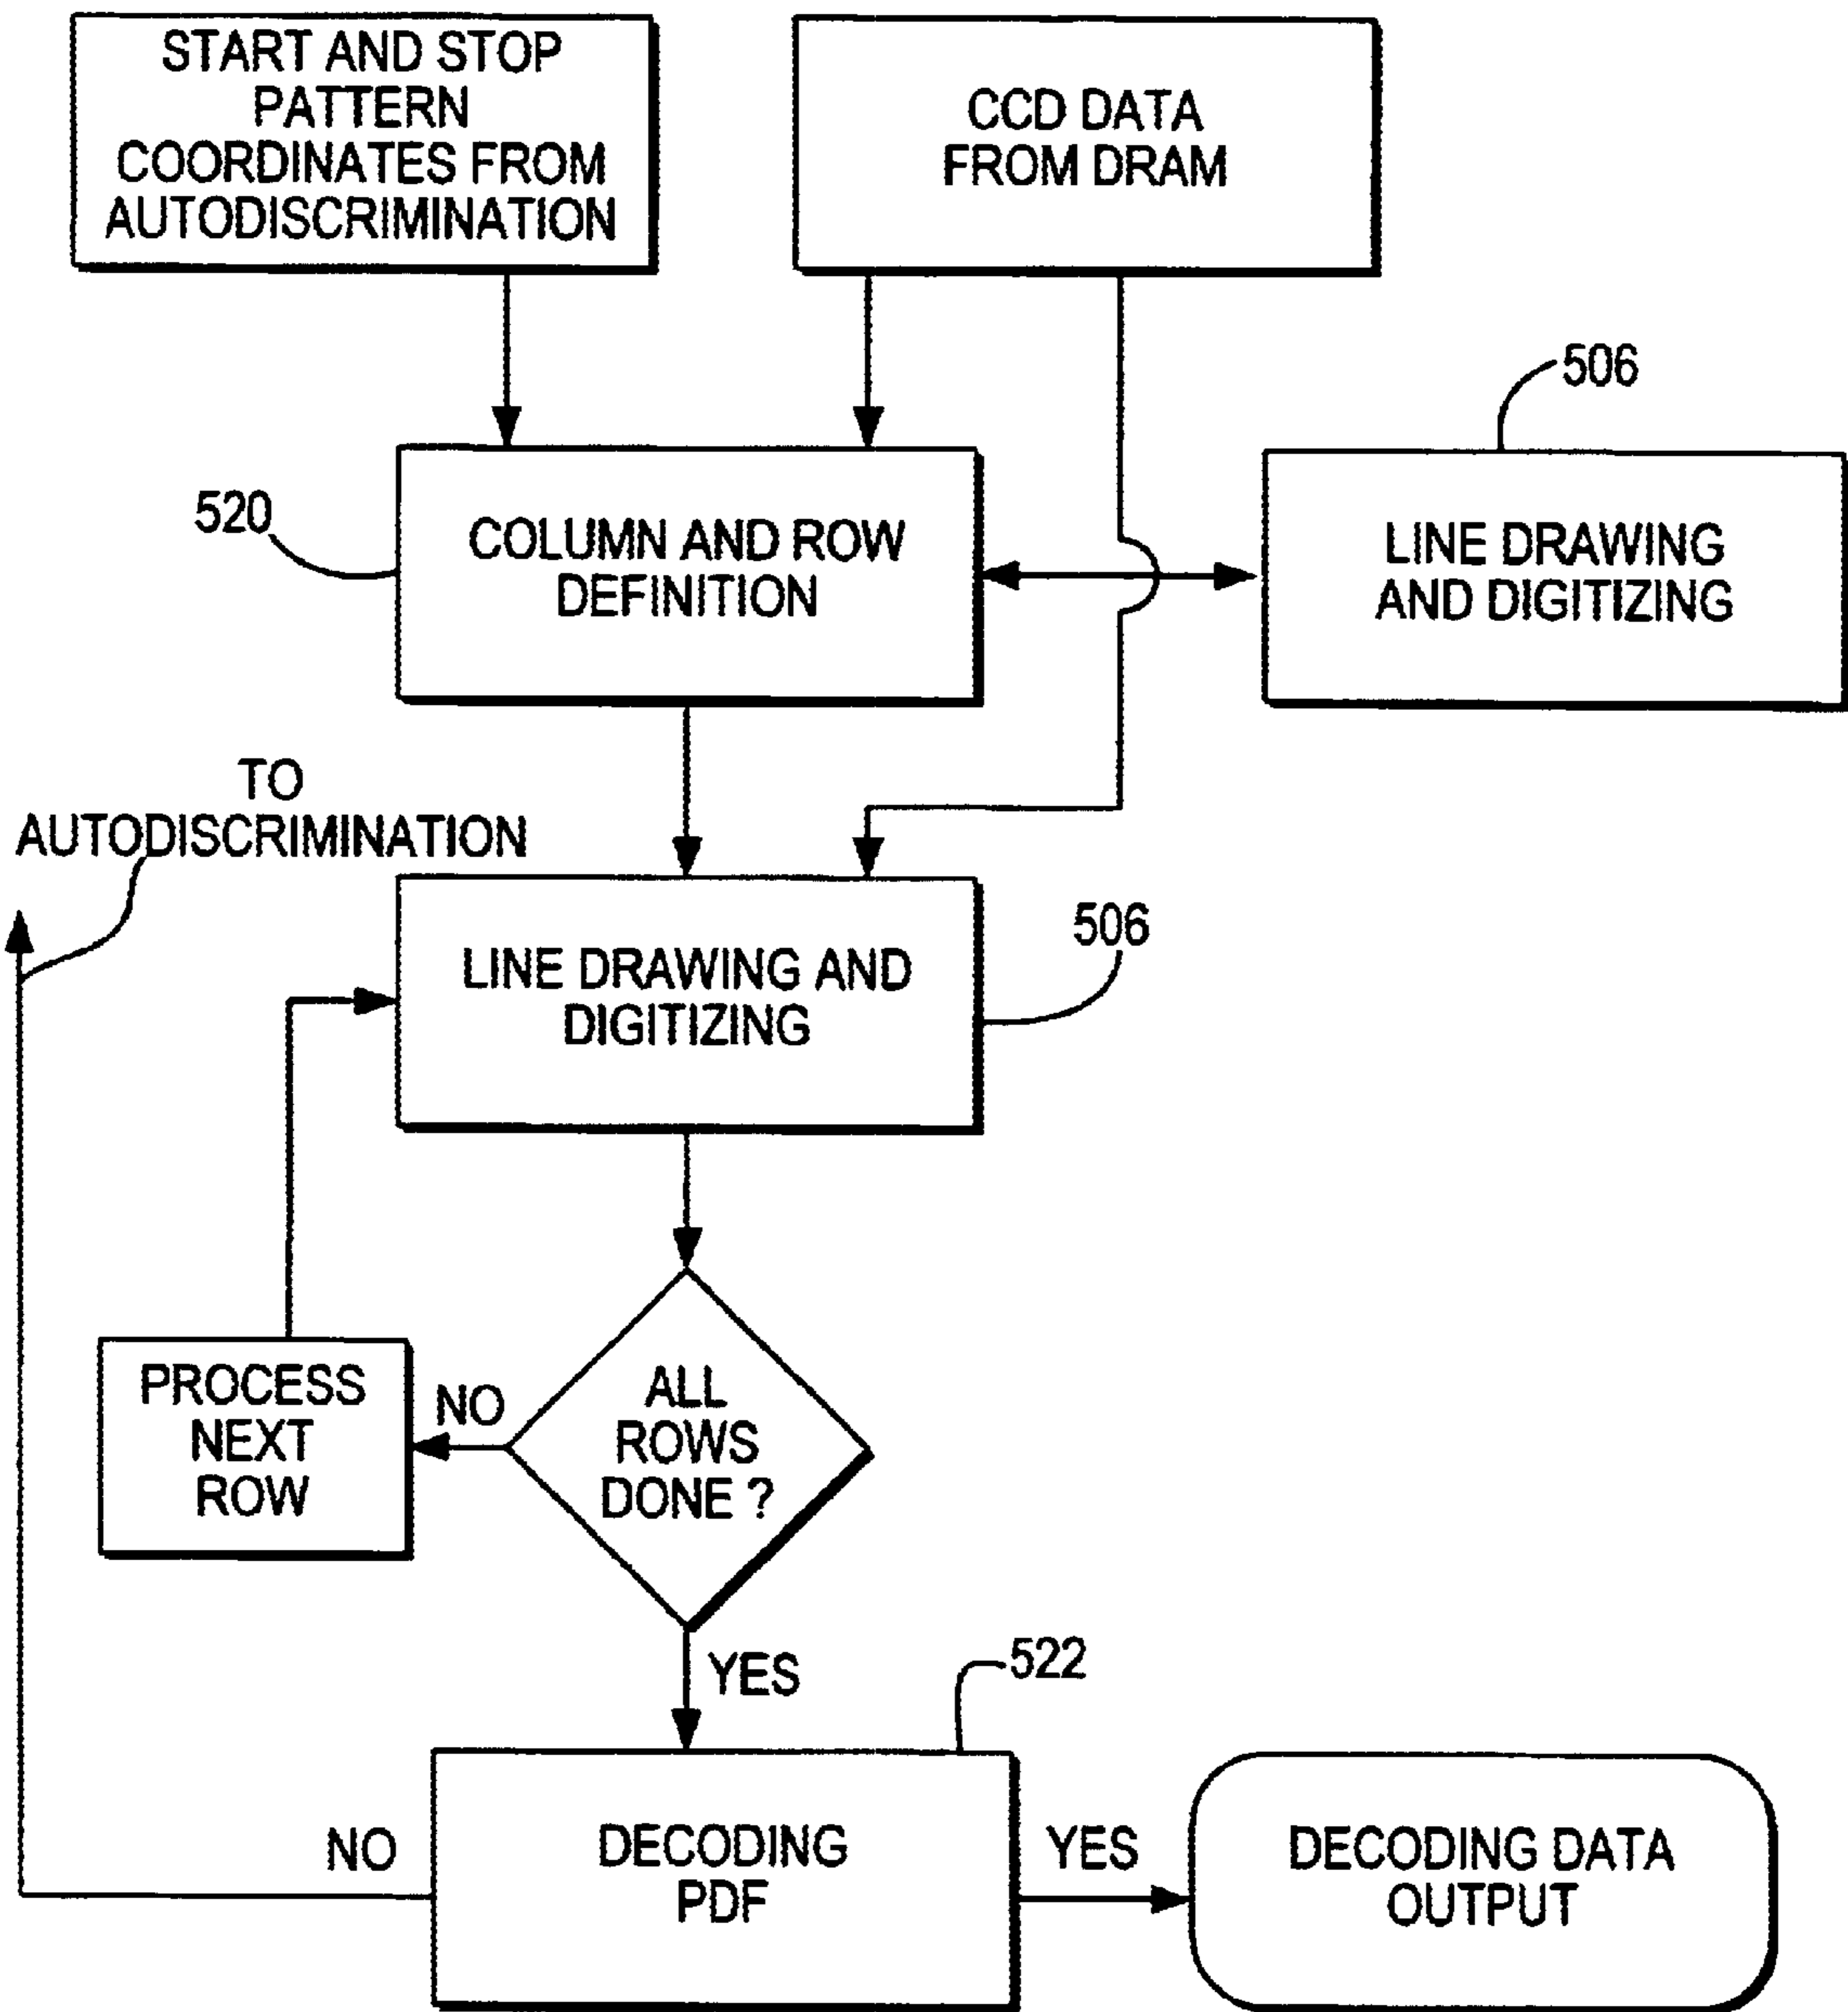 START AND STOP
PATTERN
COORDINATES FROM
AUTODISCRIMINATION
CCD DATA
FROM DRAM
506
520
COLUMN AND ROW
DEFINITION
LINE DRAWING
AND DIGITIZING
TO
AUTODISCRIMINATION
506
LINE DRAWING AND
DIGITIZING
PROCESS
NEXT
ROW
NO
ALL
ROWS
DONE ?
YES
522
NO
DECODING
PDF
YES
DECODING DATA
OUTPUT